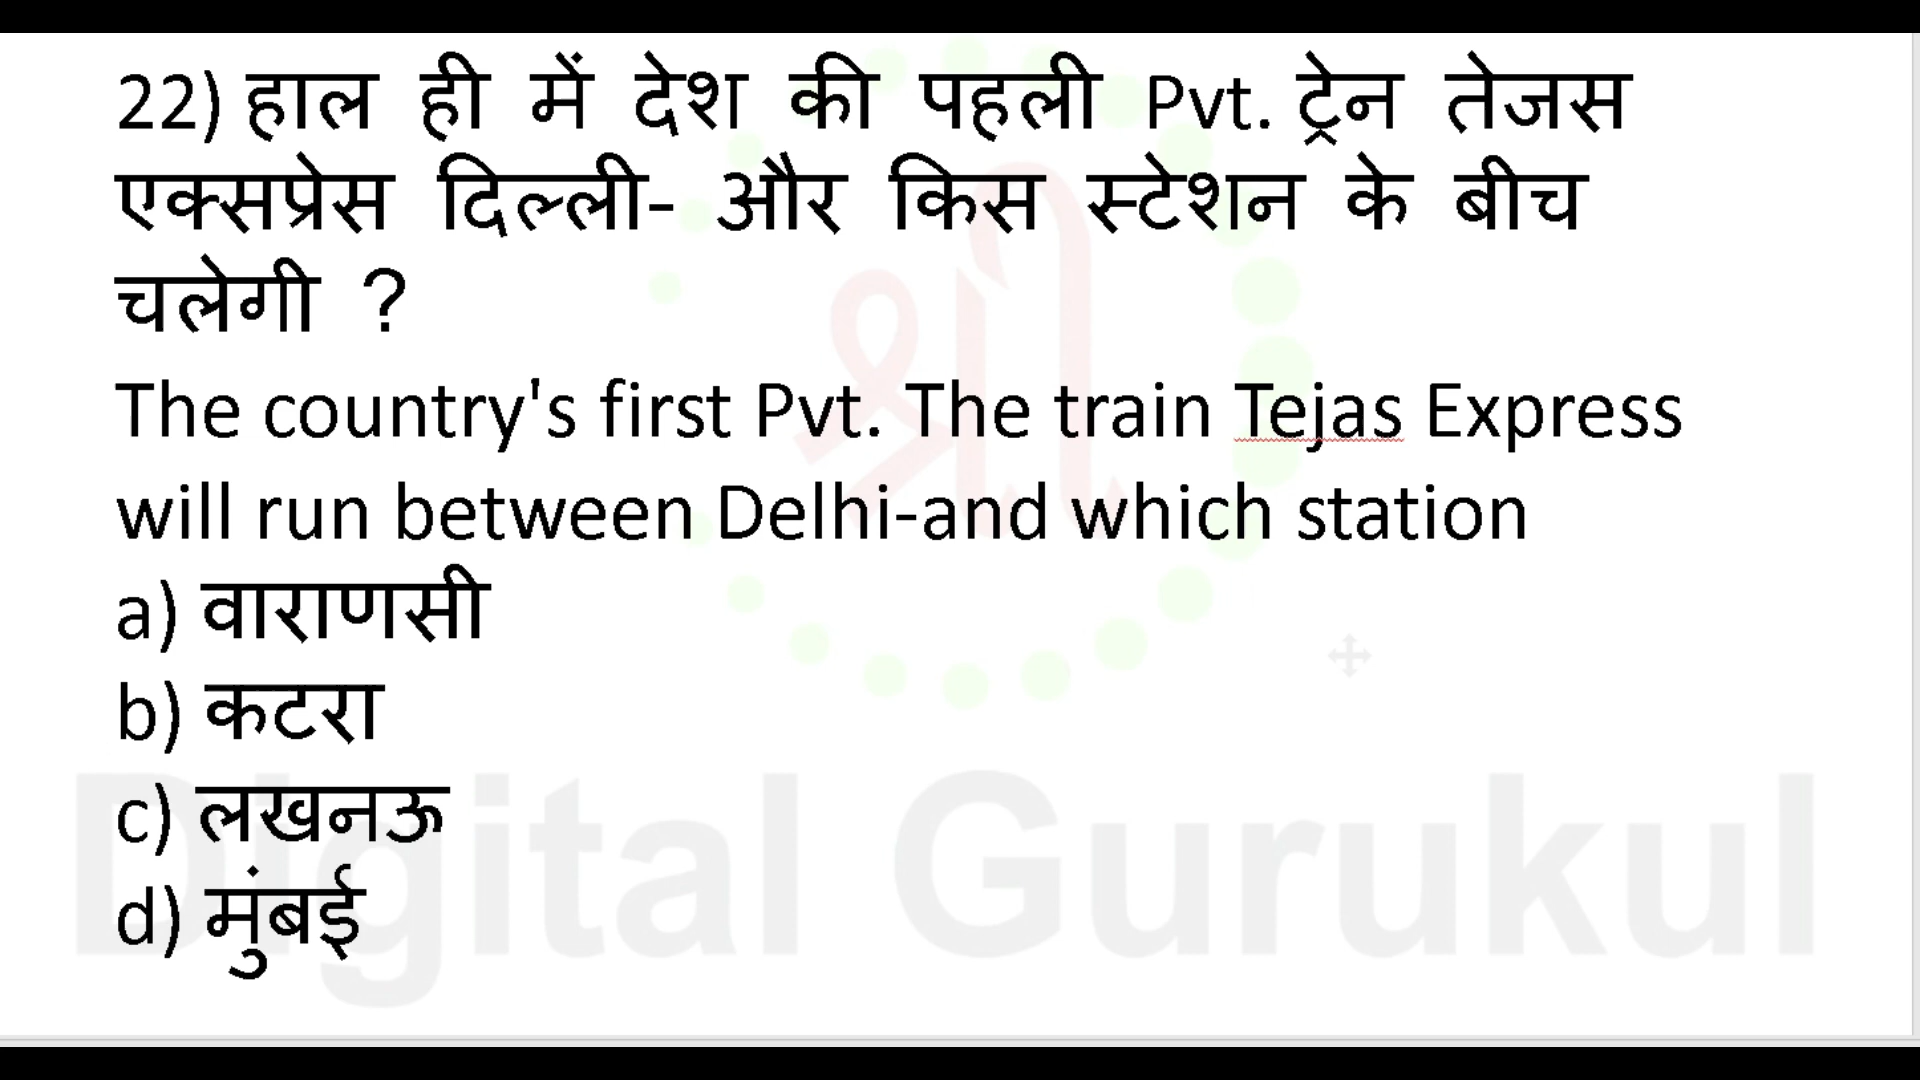 22) हाल ही में देश की पहली Pvt. ट्रेन तेजस
एक्सप्रेस दिल्ली- और किस स्टेशन के बीच
चलेगी ?
The country's first Pvt. The train Tejas Express
will run between Delhi-and which station
a) वाराणसी
b) कटरा
c) लखनऊ
d) मुंबई
श्री
Digital Gurukul